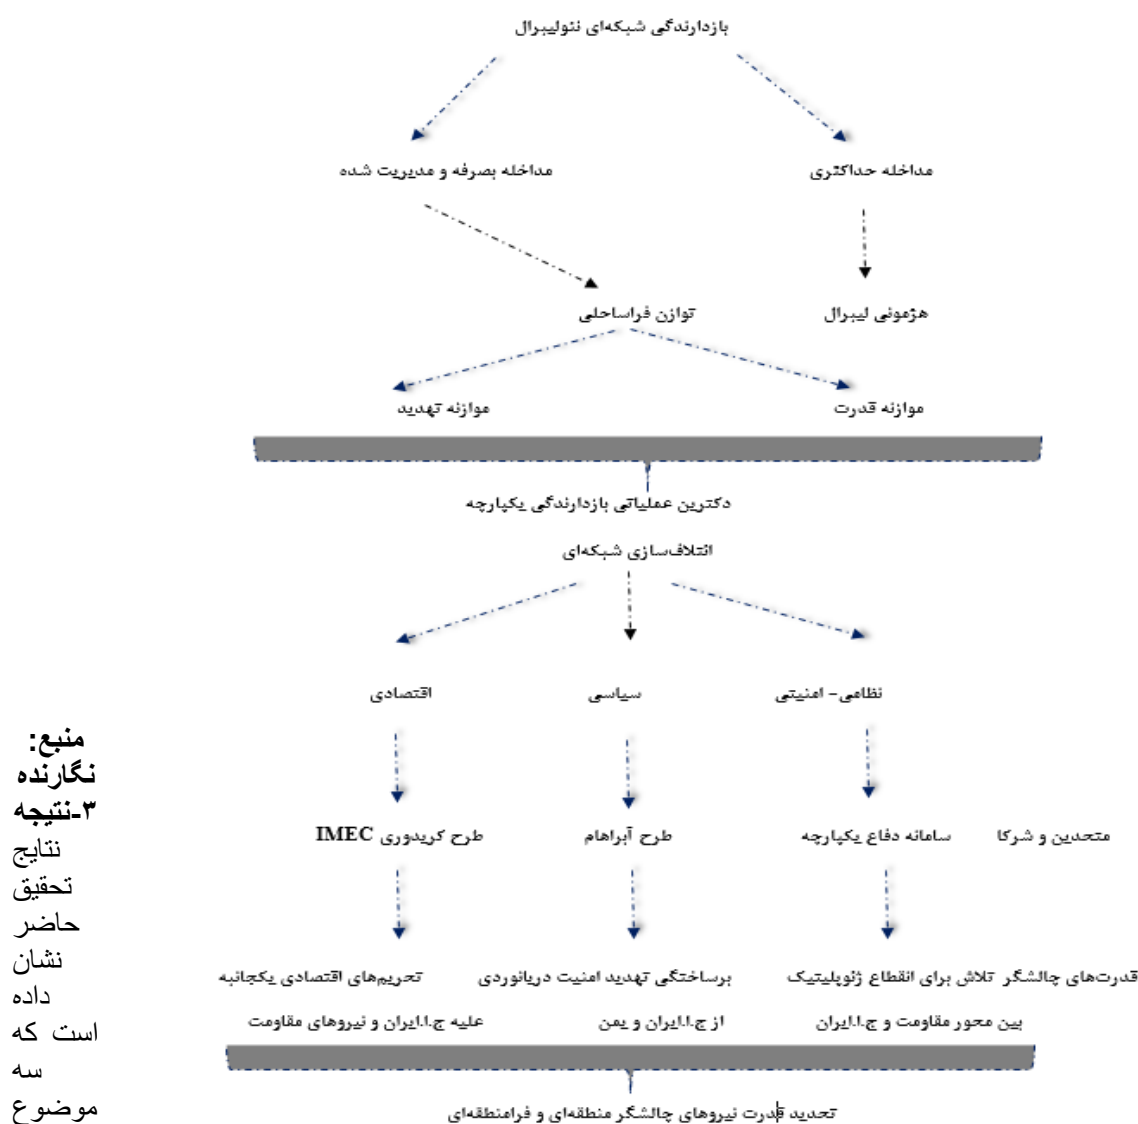 بازدارندگی شبکه‌ای نئولیبرال
مداخله حداکثری
مداخله بصرفه و مدیریت شده
هژمونی لیبرال
توازن فراساحلی
موازنه قدرت
موازنه تهدید
دکترین عملیاتی بازدارندگی یکپارچه
ائتلاف‌سازی شبکه‌ای
نظامی- امنیتی
سیاسی
اقتصادی
متحدین و شرکا
سامانه دفاع یکپارچه
طرح آبراهام
طرح کریدوری IMEC
قدرت‌های چالشگر
تلاش برای انقطاع ژئوپلیتیک
بین محور مقاومت و ج.ا.ایران
برساختگی تهدید امنیت دریانوردی
از ج.ا.ایران و یمن
تحریم‌های اقتصادی یکجانبه
علیه ج.ا.ایران و نیروهای مقاومت
تحدید قدرت نیروهای چالشگر منطقه‌ای و فرامنطقه‌ای
منبع:
نگارنده
۳-نتیجه
نتایج
تحقیق
حاضر
نشان
داده
است که
سه
موضوع